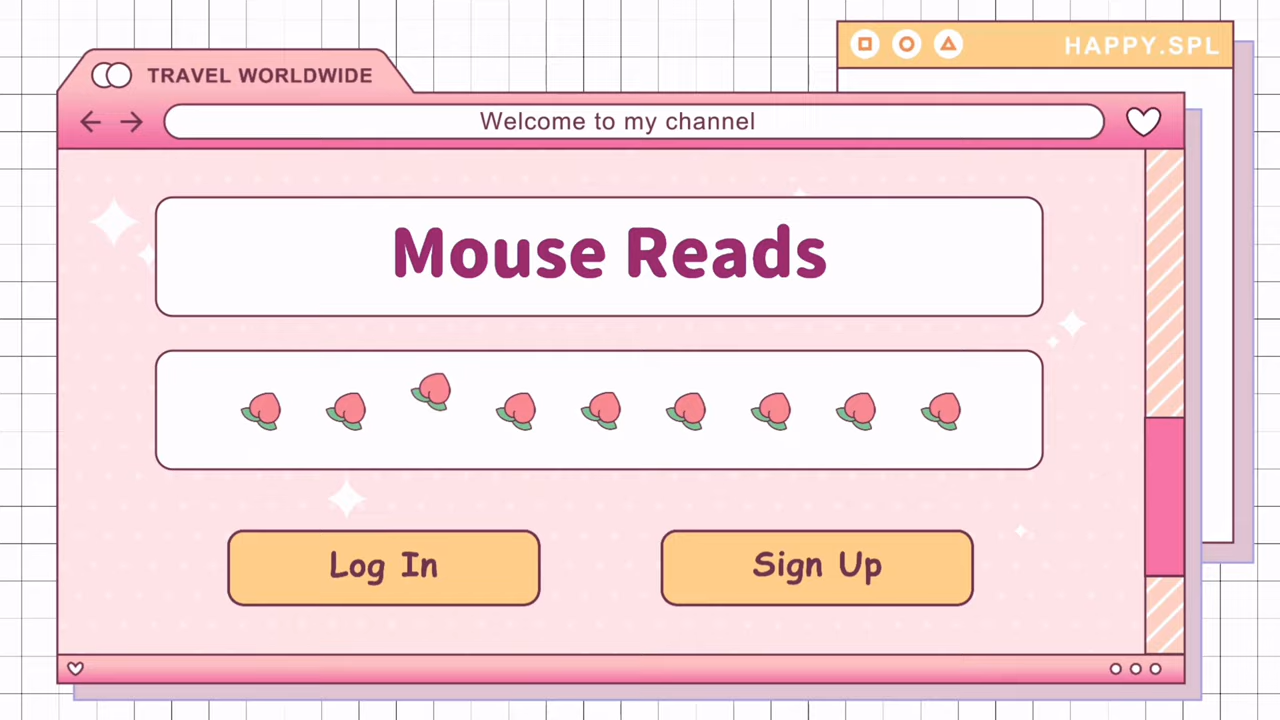 HAPPY.SPL
TRAVEL WORLDWIDE
Welcome to my channel
Mouse Reads
Log In
Sign Up